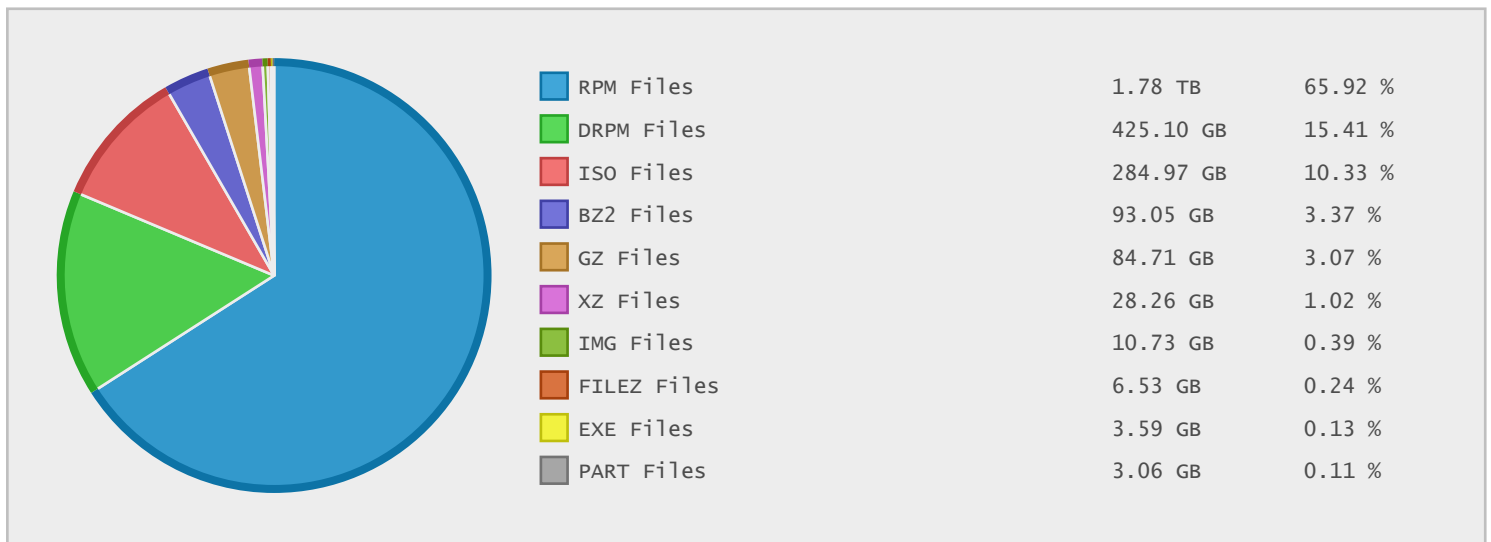 RPM Files 1.78 TB 65.92 %
DRPM Files 425.10 GB 15.41 %
ISO Files 284.97 GB 10.33 %
BZ2 Files 93.05 GB 3.37 %
GZ Files 84.71 GB 3.07 %
XZ Files 28.26 GB 1.02 %
IMG Files 10.73 GB 0.39 %
FILEZ Files 6.53 GB 0.24 %
EXE Files 3.59 GB 0.13 %
PART Files 3.06 GB 0.11 %